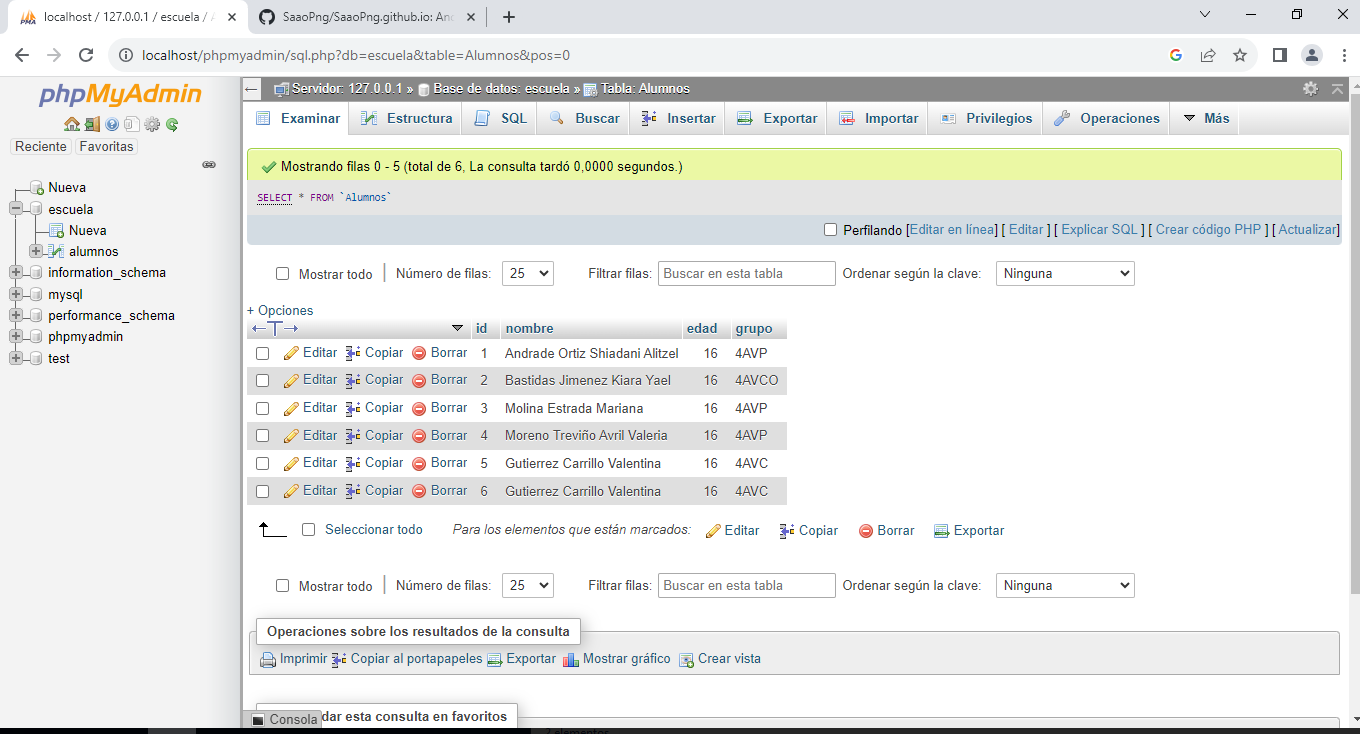 localhost / 127.0.0.1 / escuela / A
SaaoPng/SaaoPng.github.io: And
localhost/phpmyadmin/sql.php?db=escuela&table=Alumnos&pos=0
phpMyAdmin
Reciente Favoritas
Nueva
escuela
Nueva
alumnos
information_schema
mysql
performance_schema
phpmyadmin
test
Servidor: 127.0.0.1 » Base de datos: escuela » Tabla: Alumnos
Examinar Estructura SQL Buscar Insertar Exportar Importar Privilegios Operaciones Más
Mostrando filas 0 - 5 (total de 6, La consulta tardó 0,0000 segundos.)
SELECT * FROM `Alumnos`
Perfilando [Editar en línea] [ Editar ] [ Explicar SQL ] [ Crear código PHP ] [ Actualizar]
Mostrar todo | Número de filas: 25 Filtrar filas: Buscar en esta tabla Ordenar según la clave: Ninguna
+ Opciones
←T→ id nombre edad grupo
Editar Copiar Borrar 1 Andrade Ortiz Shiadani Alitzel 16 4AVP
Editar Copiar Borrar 2 Bastidas Jimenez Kiara Yael 16 4AVCO
Editar Copiar Borrar 3 Molina Estrada Mariana 16 4AVP
Editar Copiar Borrar 4 Moreno Treviño Avril Valeria 16 4AVP
Editar Copiar Borrar 5 Gutierrez Carrillo Valentina 16 4AVC
Editar Copiar Borrar 6 Gutierrez Carrillo Valentina 16 4AVC
Seleccionar todo Para los elementos que están marcados: Editar Copiar Borrar Exportar
Mostrar todo | Número de filas: 25 Filtrar filas: Buscar en esta tabla Ordenar según la clave: Ninguna
Operaciones sobre los resultados de la consulta
Imprimir Copiar al portapapeles Exportar Mostrar gráfico Crear vista
Consola dar esta consulta en favoritos